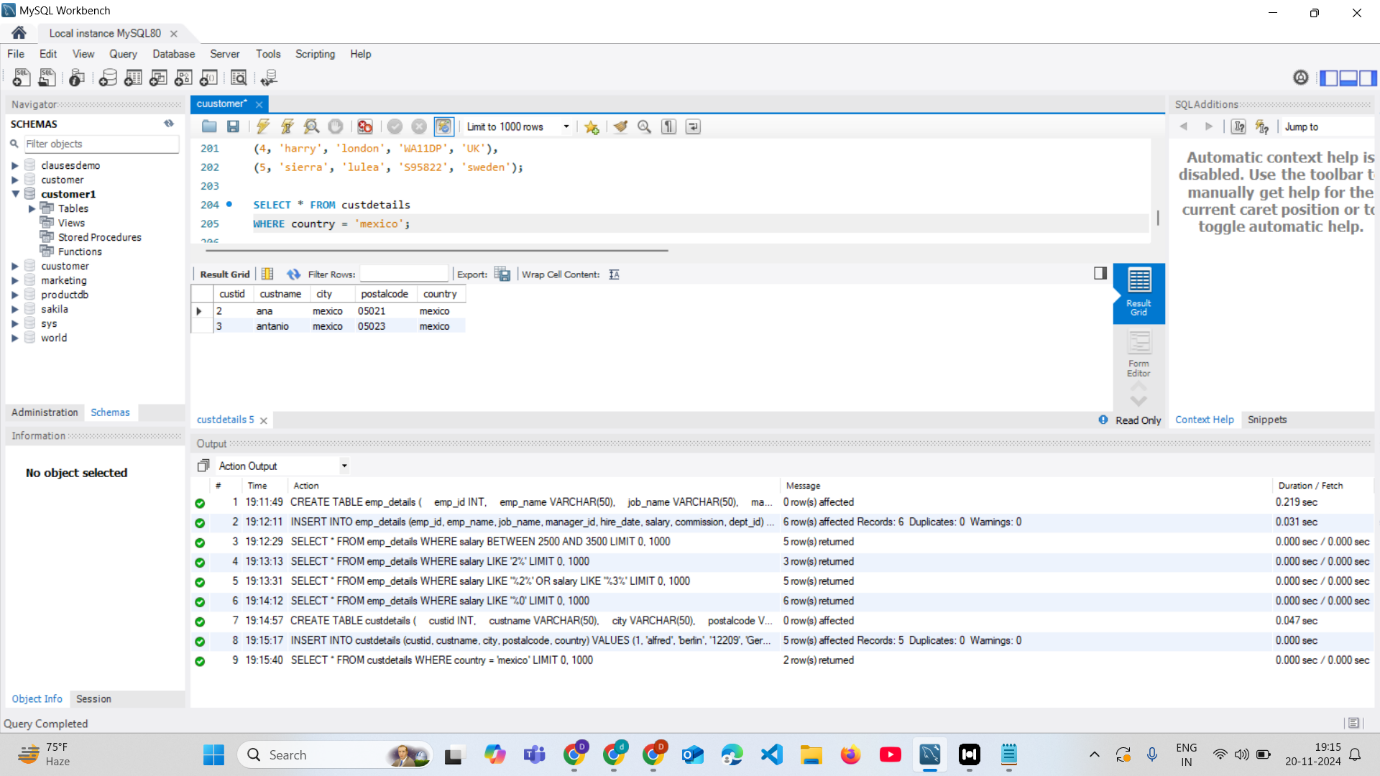 MySQL Workbench
Local instance MySQL80
File Edit View Query Database Server Tools Scripting Help
Navigator
SCHEMAS
Filter objects
clausesdemo
customer
customer1
Tables
Views
Stored Procedures
Functions
cuustomer
marketing
productdb
sakila
sys
world
Administration Schemas
Information
No object selected
Object Info Session
Query Completed
cuustomer*
Limit to 1000 rows
201 (4, 'harry', 'london', 'WA11DP', 'UK'),
202 (5, 'sierra', 'lulea', 'S95822', 'sweden');
203
204 SELECT * FROM custdetails
205 WHERE country = 'mexico';
206
Result Grid Filter Rows: Export: Wrap Cell Content:
custid custname city postalcode country
2 ana mexico 05021 mexico
3 antanio mexico 05023 mexico
Result Grid
Form Editor
custdetails 5
Read Only
SQLAdditions
Jump to
Automatic context help is
disabled. Use the toolbar t
manually get help for the
current caret position or to
toggle automatic help.
Context Help Snippets
Output
Action Output
# Time Action Message Duration / Fetch
1 19:11:49 CREATE TABLE emp_details ( emp_id INT, emp_name VARCHAR(50), job_name VARCHAR(50), ma... 0 row(s) affected 0.219 sec
2 19:12:11 INSERT INTO emp_details (emp_id, emp_name, job_name, manager_id, hire_date, salary, commission, dept_id) ... 6 row(s) affected Records: 6 Duplicates: 0 Warnings: 0 0.031 sec
3 19:12:29 SELECT * FROM emp_details WHERE salary BETWEEN 2500 AND 3500 LIMIT 0, 1000 5 row(s) returned 0.000 sec / 0.000 sec
4 19:13:13 SELECT * FROM emp_details WHERE salary LIKE '2%' LIMIT 0, 1000 3 row(s) returned 0.000 sec / 0.000 sec
5 19:13:31 SELECT * FROM emp_details WHERE salary LIKE '%2%' OR salary LIKE '%3%' LIMIT 0, 1000 5 row(s) returned 0.000 sec / 0.000 sec
6 19:14:12 SELECT * FROM emp_details WHERE salary LIKE '%0' LIMIT 0, 1000 6 row(s) returned 0.000 sec / 0.000 sec
7 19:14:57 CREATE TABLE custdetails ( custid INT, custname VARCHAR(50), city VARCHAR(50), postalcode V... 0 row(s) affected 0.047 sec
8 19:15:17 INSERT INTO custdetails (custid, custname, city, postalcode, country) VALUES (1, 'alfred', 'berlin', '12209', 'Ger... 5 row(s) affected Records: 5 Duplicates: 0 Warnings: 0 0.000 sec
9 19:15:40 SELECT * FROM custdetails WHERE country = 'mexico' LIMIT 0, 1000 2 row(s) returned 0.000 sec / 0.000 sec
75°F
Haze
Search
ENG
IN
19:15
20-11-2024